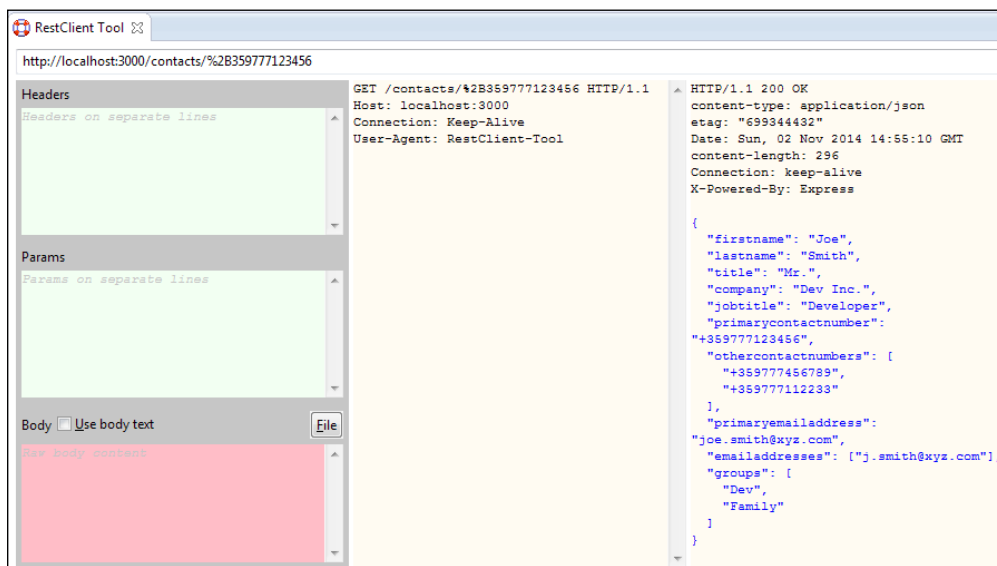 RestClient Tool
http://localhost:3000/contacts/%2B359777123456
Headers
Headers on separate lines
Params
Params on separate lines
Body Use body text File
Raw body content
GET /contacts/%2B359777123456 HTTP/1.1
Host: localhost:3000
Connection: Keep-Alive
User-Agent: RestClient-Tool
HTTP/1.1 200 OK
content-type: application/json
etag: "699344432"
Date: Sun, 02 Nov 2014 14:55:10 GMT
content-length: 296
Connection: keep-alive
X-Powered-By: Express
{
"firstname": "Joe",
"lastname": "Smith",
"title": "Mr.",
"company": "Dev Inc.",
"jobtitle": "Developer",
"primarycontactnumber":
"+359777123456",
"othercontactnumbers": [
"+359777456789",
"+359777112233"
],
"primaryemailaddress":
"joe.smith@xyz.com",
"emailaddresses": ["j.smith@xyz.com"],
"groups": [
"Dev",
"Family"
]
}